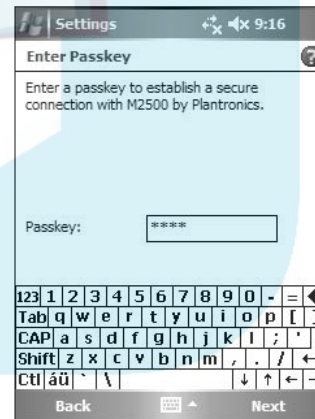 Settings 9:16
Enter Passkey ?
Enter a passkey to establish a secure
connection with M2500 by Plantronics.
Passkey: ****
123 1 2 3 4 5 6 7 8 9 0 - =
Tab q w e r t y u i o p [ ]
CAP a s d f g h j k l ; '
Shift z x c v b n m , . /
Ctl áü ` \
Back Next